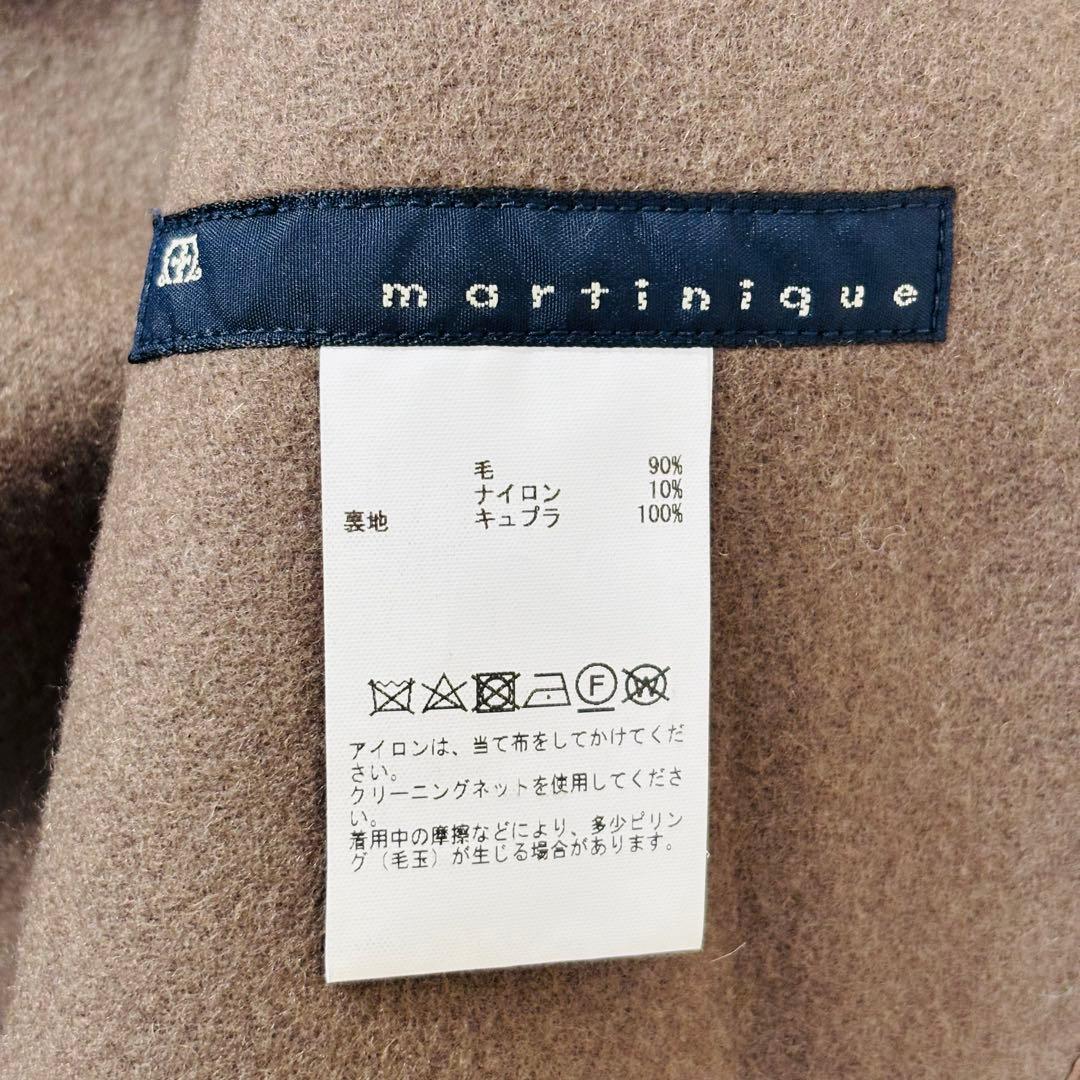 martinique
毛 90%
ナイロン 10%
裏地 キュプラ 100%
F W
アイロンは、当て布をしてかけてくだ
さい。
クリーニングネットを使用してくださ
い。
着用中の摩擦などにより、多少ピリン
グ（毛玉）が生じる場合があります。